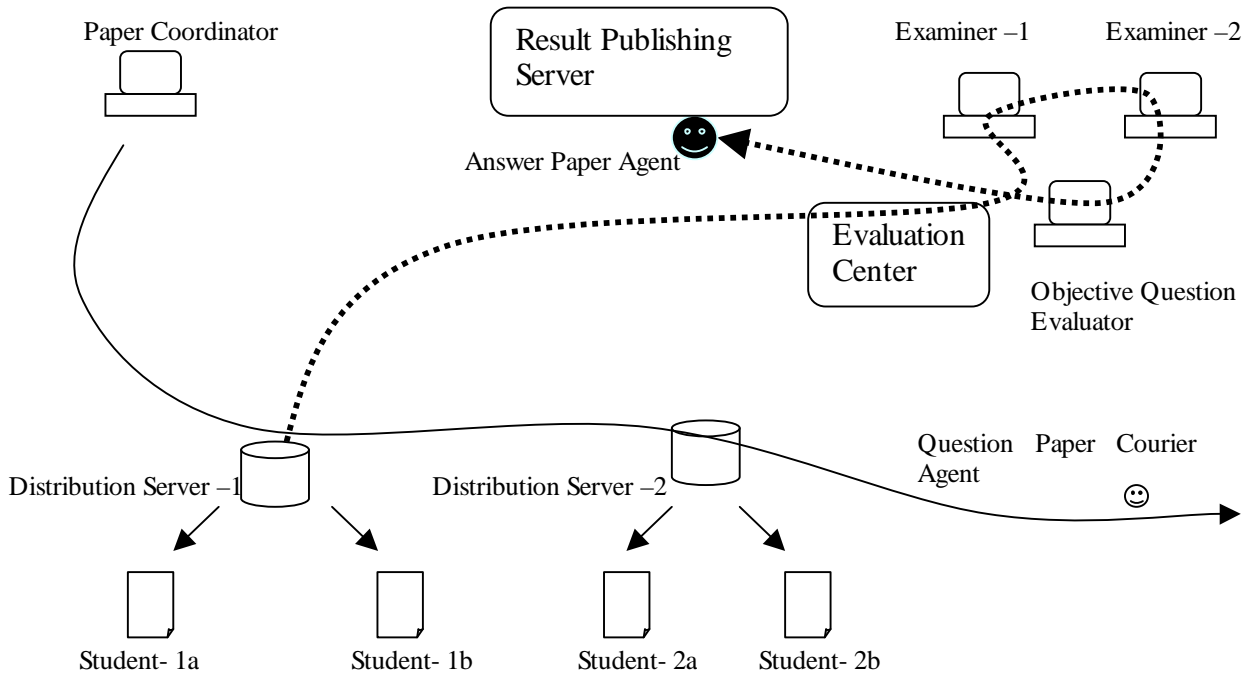 Paper Coordinator
Result Publishing
Server
Examiner –1
Examiner –2
Answer Paper Agent
Evaluation
Center
Objective Question
Evaluator
Question Paper Courier
Agent
Distribution Server –1
Distribution Server –2
Student- 1a
Student- 1b
Student- 2a
Student- 2b